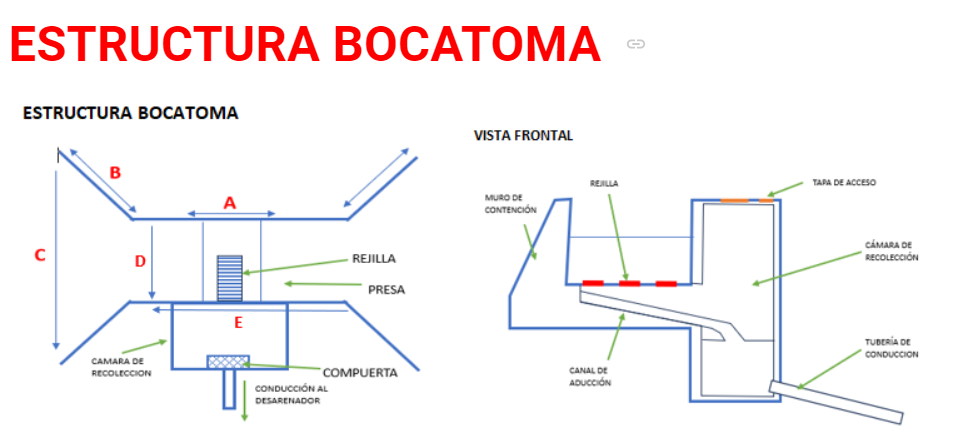 ESTRUCTURA BOCATOMA
ESTRUCTURA BOCATOMA
B
A
C
D
REJILLA
PRESA
E
CAMARA DE
RECOLECCION
COMPUERTA
CONDUCCIÓN AL
DESARENADOR
VISTA FRONTAL
REJILLA
TAPA DE ACCESO
MURO DE
CONTENCIÓN
CÁMARA DE
RECOLECCIÓN
TUBERÍA DE
CONDUCCION
CANAL DE
ADUCCIÓN